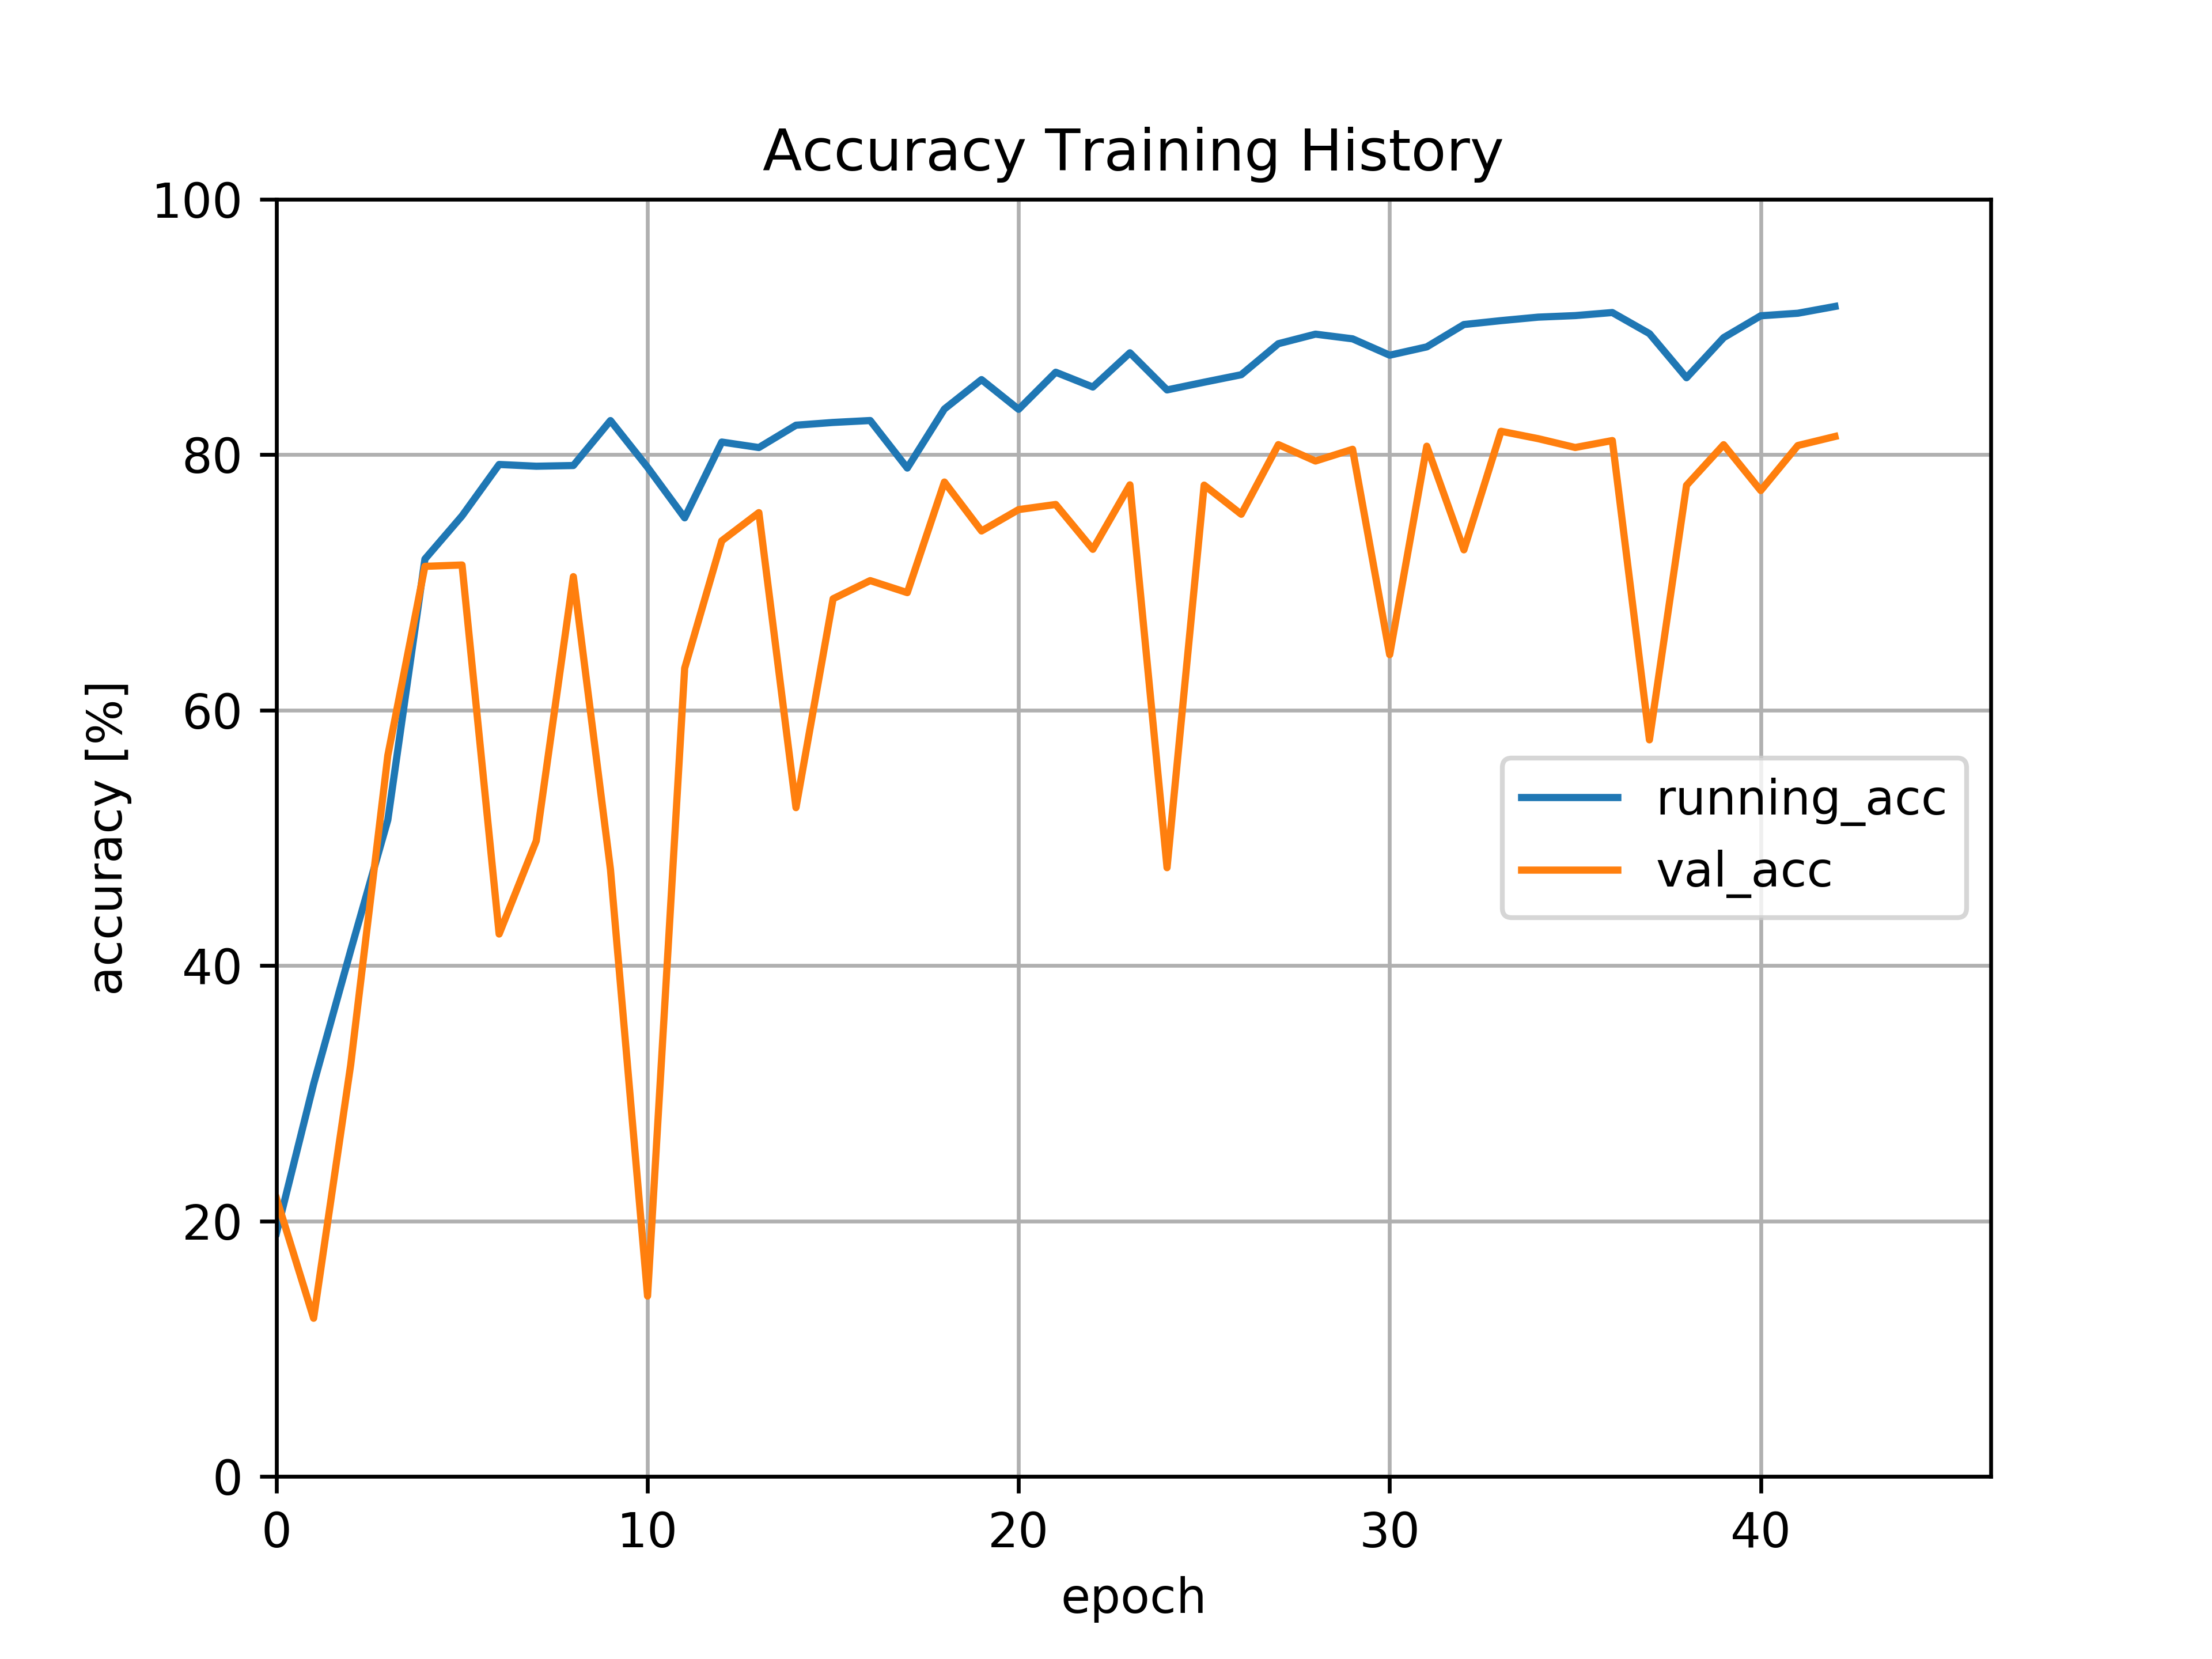 Accuracy Training History
100
80
60
40
20
0
accuracy [%]
running_acc
val_acc
0 10 20 30 40
epoch